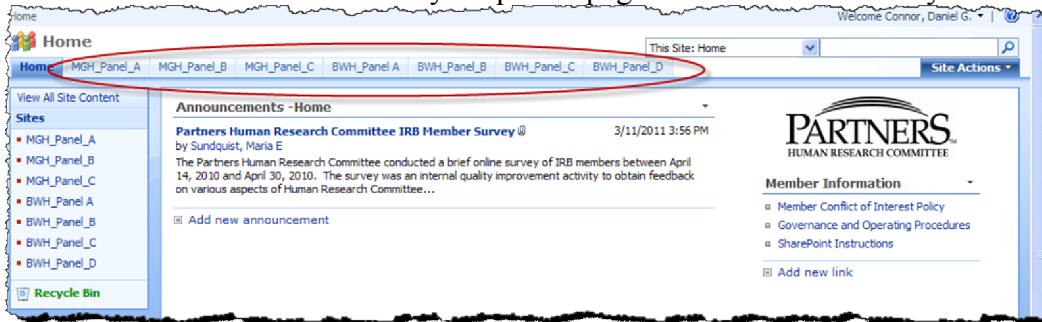 Home
Welcome Connor, Daniel G.
Home
This Site: Home
Home MGH_Panel_A MGH_Panel_B MGH_Panel_C BWH_Panel A BWH_Panel_B BWH_Panel_C BWH_Panel_D
Site Actions
View All Site Content
Sites
MGH_Panel_A
MGH_Panel_B
MGH_Panel_C
BWH_Panel A
BWH_Panel_B
BWH_Panel_C
BWH_Panel_D
Recycle Bin
Announcements -Home
Partners Human Research Committee IRB Member Survey
3/11/2011 3:56 PM
by Sundquist, Maria E
The Partners Human Research Committee conducted a brief online survey of IRB members between April
14, 2010 and April 30, 2010. The survey was an internal quality improvement activity to obtain feedback
on various aspects of Human Research Committee...
Add new announcement
PARTNERS
HUMAN RESEARCH COMMITTEE
Member Information
Member Conflict of Interest Policy
Governance and Operating Procedures
SharePoint Instructions
Add new link